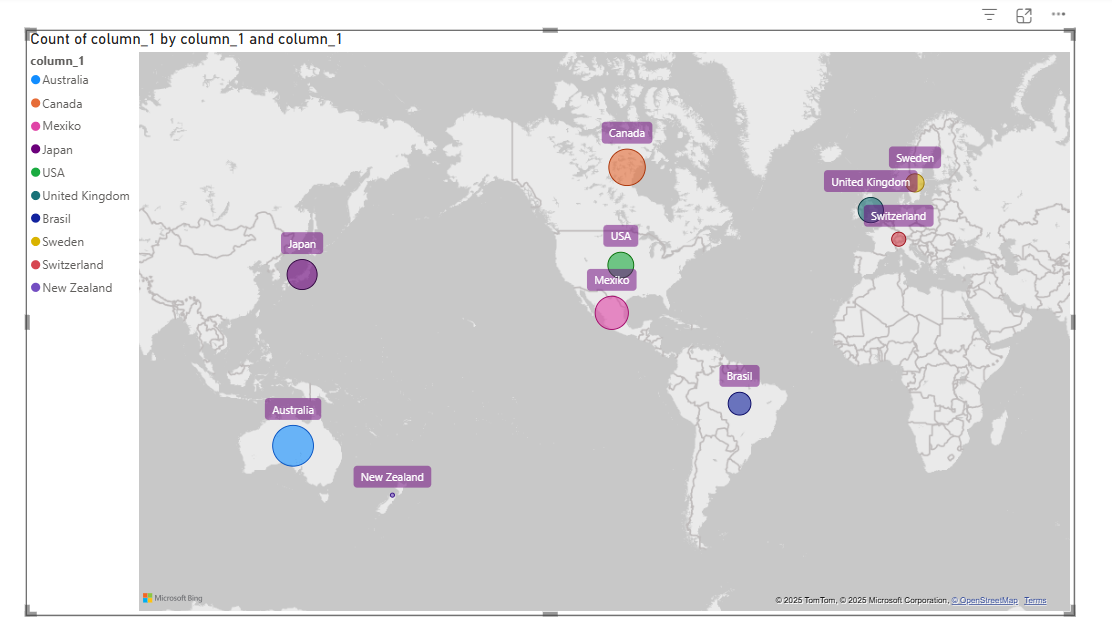 Count of column_1 by column_1 and column_1
column_1
Australia
Canada
Mexiko
Japan
USA
United Kingdom
Brasil
Sweden
Switzerland
New Zealand
Canada
Sweden
United Kingdom
Switzerland
USA
Japan
Mexiko
Brasil
Australia
New Zealand
Microsoft Bing
© 2025 TomTom, © 2025 Microsoft Corporation, © OpenStreetMap Terms